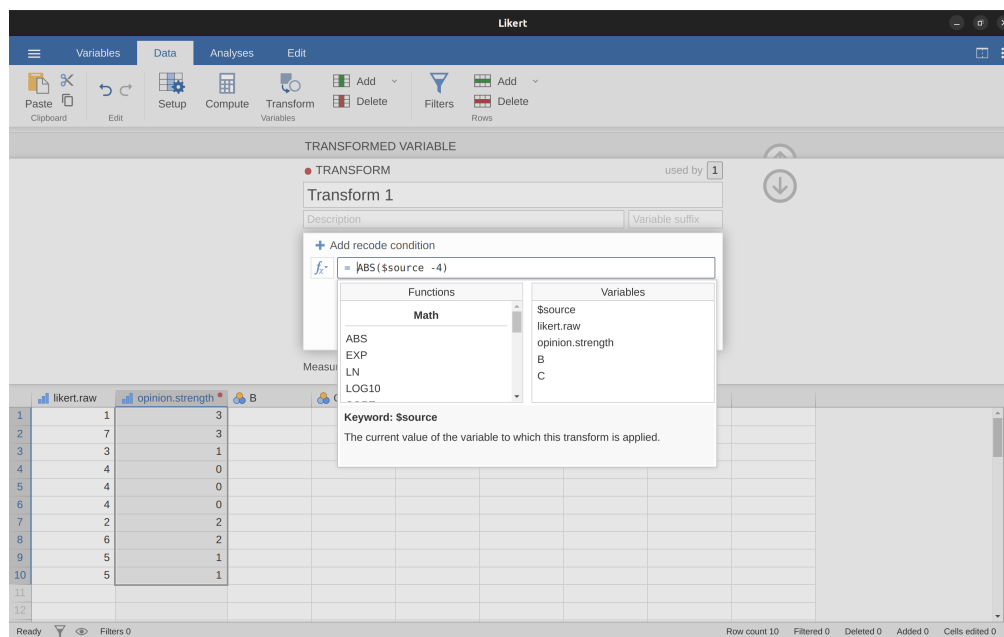 Likert
Variables Data Analyses Edit
Paste Setup Compute Transform Add Delete Filters Add Delete
Clipboard Edit Variables Rows
TRANSFORMED VARIABLE
TRANSFORM used by 1
Transform 1
Description Variable suffix
Add recode condition
fx = ABS($source -4)
Functions Variables
Math
ABS
EXP
LN
LOG10
$source
likert.raw
opinion.strength
B
C
Keyword: $source
The current value of the variable to which this transform is applied.
Measu
likert.raw opinion.strength B
1 1 3
2 7 3
3 3 1
4 4 0
5 4 0
6 4 0
7 2 2
8 6 2
9 5 1
10 5 1
11
12
Ready Filters 0 Row count 10 Filtered 0 Deleted 0 Added 0 Cells edited 0